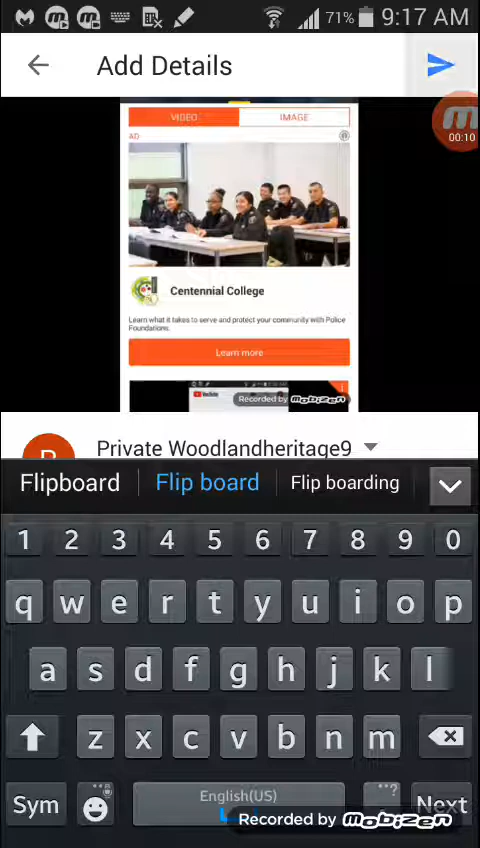 71% 9:17 AM
Add Details
00:10
VIDEO IMAGE
AD
Centennial College
Learn what it takes to serve and protect your community with Police
Foundations.
Learn more
YouTube
Recorded by mobizen
Private Woodlandheritage9
Flipboard Flip board Flip boarding
1 2 3 4 5 6 7 8 9 0
q w e r t y u i o p
a s d f g h j k l
z x c v b n m
Sym English(US) ...? Next
Recorded by mobizen